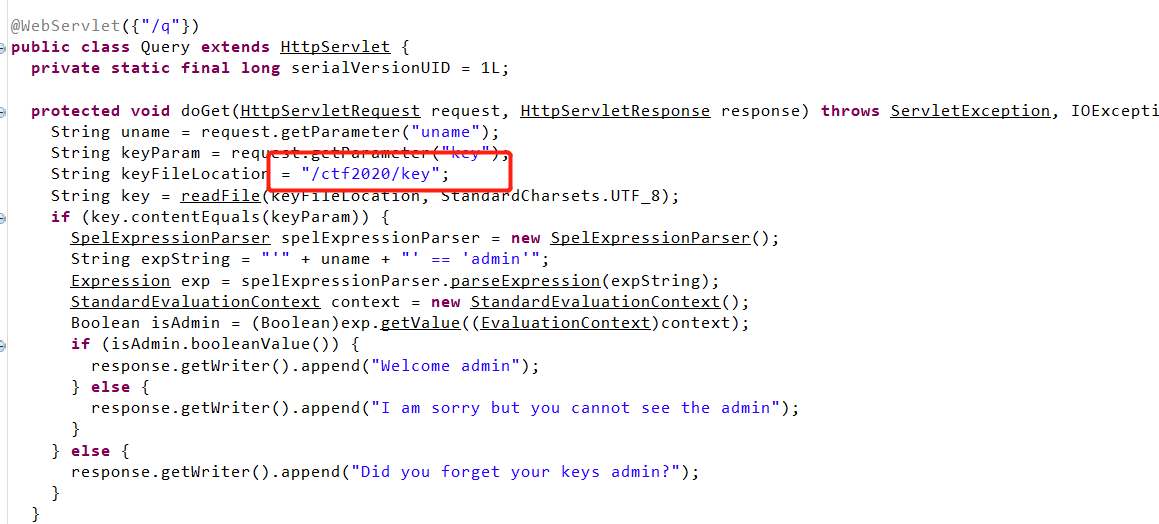 @WebServlet({"/q"})
public class Query extends HttpServlet {
private static final long serialVersionUID = 1L;
protected void doGet(HttpServletRequest request, HttpServletResponse response) throws ServletException, IOExcepti
String uname = request.getParameter("uname");
String keyParam = request.getParameter("key");
String keyFileLocation = "/ctf2020/key";
String key = readFile(keyFileLocation, StandardCharsets.UTF_8);
if (key.contentEquals(keyParam)) {
SpelExpressionParser spelExpressionParser = new SpelExpressionParser();
String expString = "'" + uname + "' == 'admin'";
Expression exp = spelExpressionParser.parseExpression(expString);
StandardEvaluationContext context = new StandardEvaluationContext();
Boolean isAdmin = (Boolean)exp.getValue((EvaluationContext)context);
if (isAdmin.booleanValue()) {
response.getWriter().append("Welcome admin");
} else {
response.getWriter().append("I am sorry but you cannot see the admin");
}
} else {
response.getWriter().append("Did you forget your keys admin?");
}
}